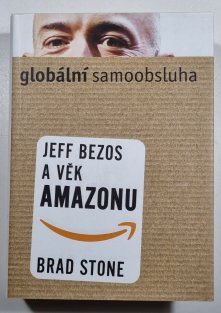 globální samoobsluha
JEFF BEZOS
A VĚK
AMAZONU
BRAD STONE